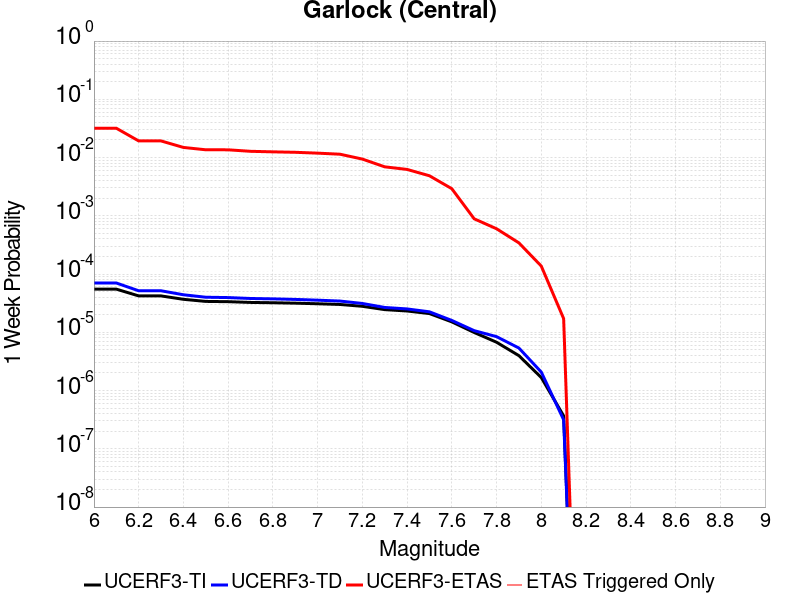 Garlock (Central)
10^0
10^-1
10^-2
10^-3
10^-4
10^-5
10^-6
10^-7
10^-8
1 Week Probability
6 6.2 6.4 6.6 6.8 7 7.2 7.4 7.6 7.8 8 8.2 8.4 8.6 8.8 9
Magnitude
UCERF3-TI UCERF3-TD UCERF3-ETAS ETAS Triggered Only